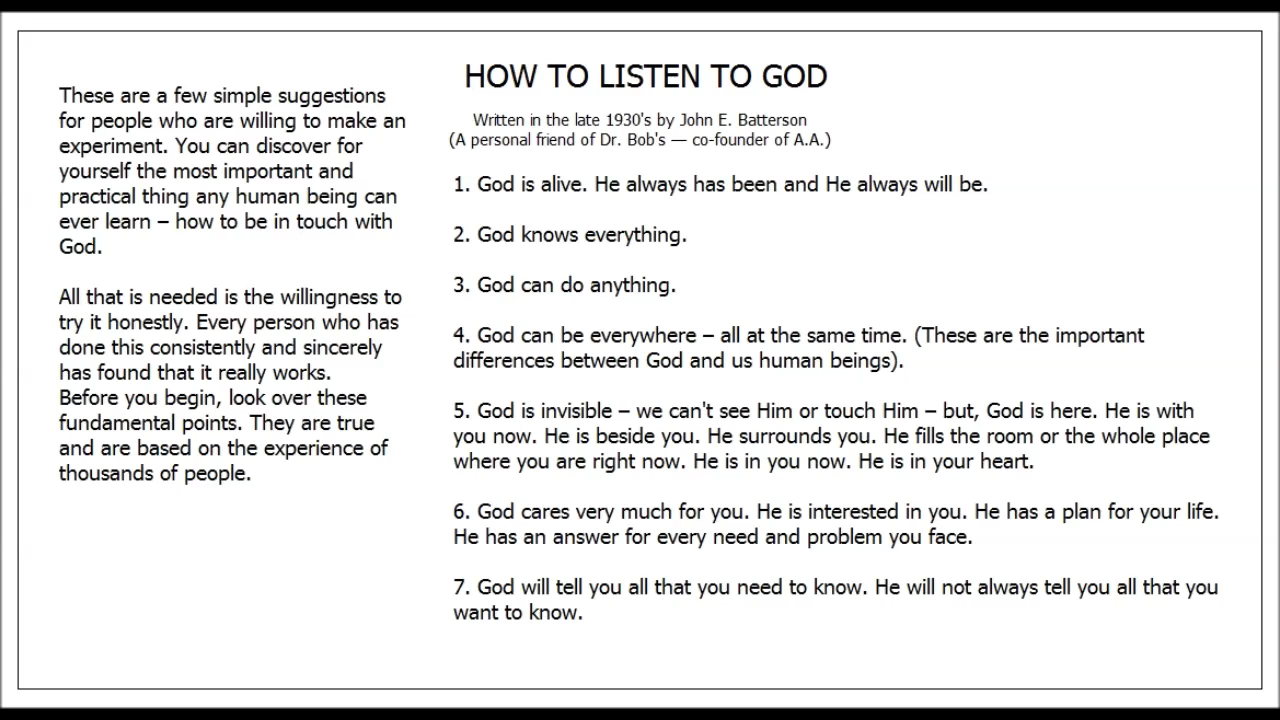 HOW TO LISTEN TO GOD
Written in the late 1930's by John E. Batterson
(A personal friend of Dr. Bob's — co-founder of A.A.)
These are a few simple suggestions
for people who are willing to make an
experiment. You can discover for
yourself the most important and
practical thing any human being can
ever learn – how to be in touch with
God.
All that is needed is the willingness to
try it honestly. Every person who has
done this consistently and sincerely
has found that it really works.
Before you begin, look over these
fundamental points. They are true
and are based on the experience of
thousands of people.
1. God is alive. He always has been and He always will be.
2. God knows everything.
3. God can do anything.
4. God can be everywhere – all at the same time. (These are the important
differences between God and us human beings).
5. God is invisible – we can't see Him or touch Him – but, God is here. He is with
you now. He is beside you. He surrounds you. He fills the room or the whole place
where you are right now. He is in you now. He is in your heart.
6. God cares very much for you. He is interested in you. He has a plan for your life.
He has an answer for every need and problem you face.
7. God will tell you all that you need to know. He will not always tell you all that you
want to know.